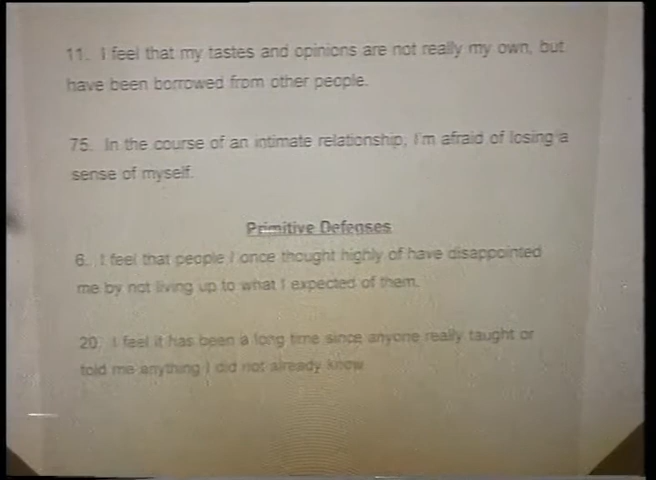 11. I feel that my tastes and opinions are not really my own, but
have been borrowed from other people.
75. In the course of an intimate relationship, I'm afraid of losing a
sense of myself.
Primitive Defenses
6. I feel that people I once thought highly of have disappointed
me by not living up to what I expected of them.
20. I feel it has been a long time since anyone really taught or
told me anything I did not already know